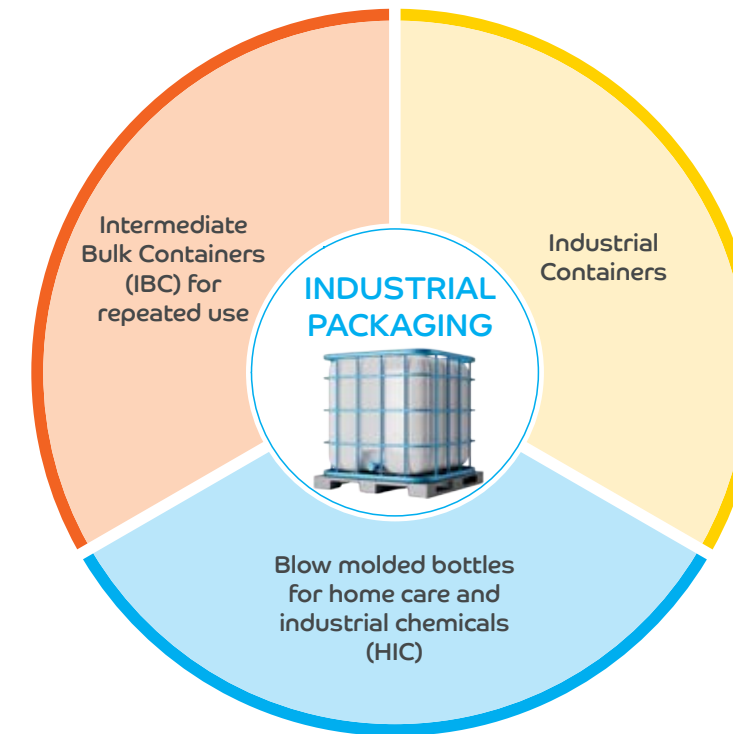 Intermediate
Bulk Containers
(IBC) for
repeated use
Industrial
Containers
INDUSTRIAL
PACKAGING
Blow molded bottles
for home care and
industrial chemicals
(HIC)